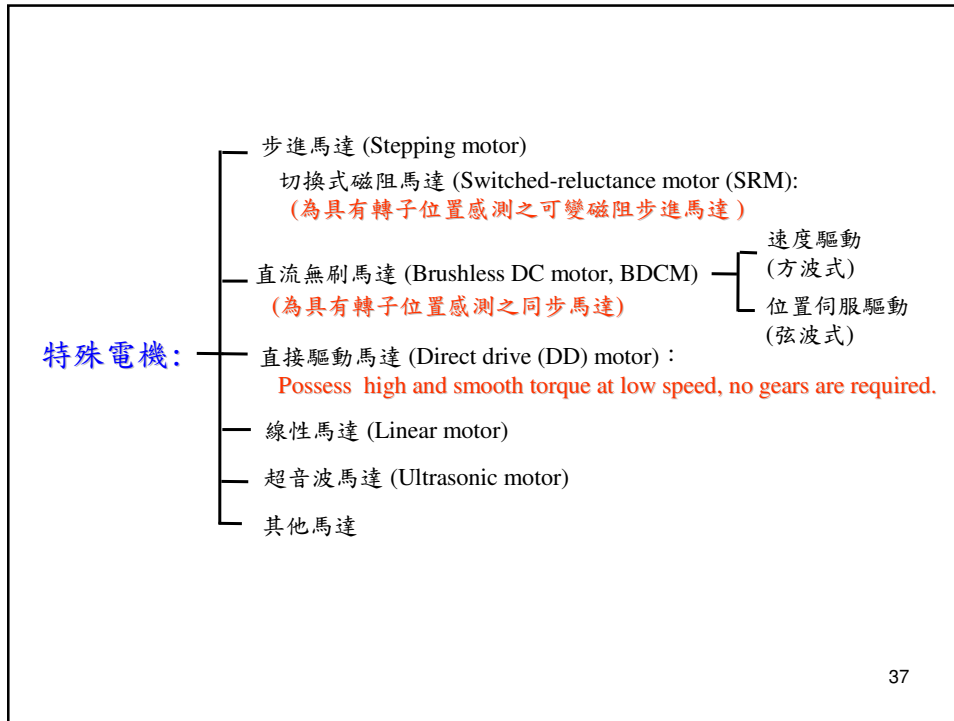 特殊電機:
步進馬達 (Stepping motor)
切換式磁阻馬達 (Switched-reluctance motor (SRM):
(為具有轉子位置感測之可變磁阻步進馬達 )
直流無刷馬達 (Brushless DC motor, BDCM)
(為具有轉子位置感測之同步馬達)
速度驅動
(方波式)
位置伺服驅動
(弦波式)
直接驅動馬達 (Direct drive (DD) motor):
Possess high and smooth torque at low speed, no gears are required.
線性馬達 (Linear motor)
超音波馬達 (Ultrasonic motor)
其他馬達
37